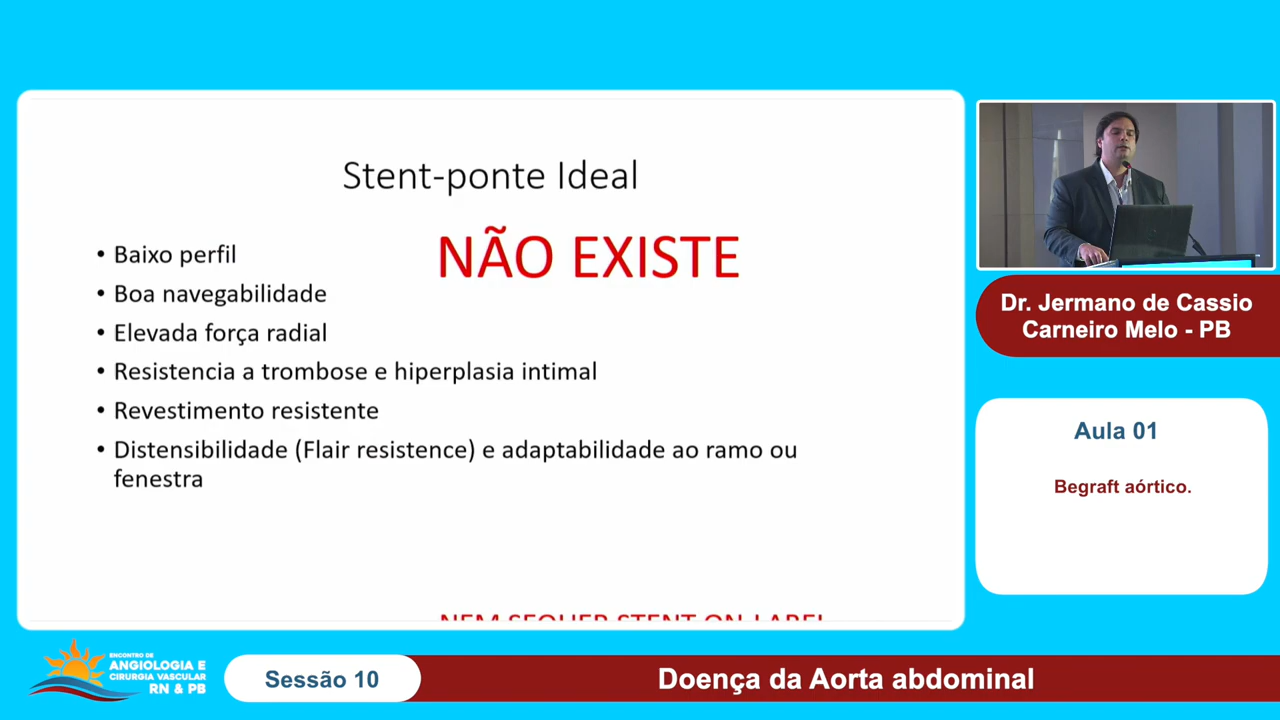 Stent-ponte Ideal
NÃO EXISTE
• Baixo perfil
• Boa navegabilidade
• Elevada força radial
• Resistencia a trombose e hiperplasia intimal
• Revestimento resistente
• Distensibilidade (Flair resistence) e adaptabilidade ao ramo ou
fenestra
NEM SEQUER STENT ON-LABEL
Dr. Jermano de Cassio
Carneiro Melo - PB
Aula 01
Begraft aórtico.
ENCONTRO DE
ANGIOLOGIA E
CIRURGIA VASCULAR
RN & PB
Sessão 10
Doença da Aorta abdominal